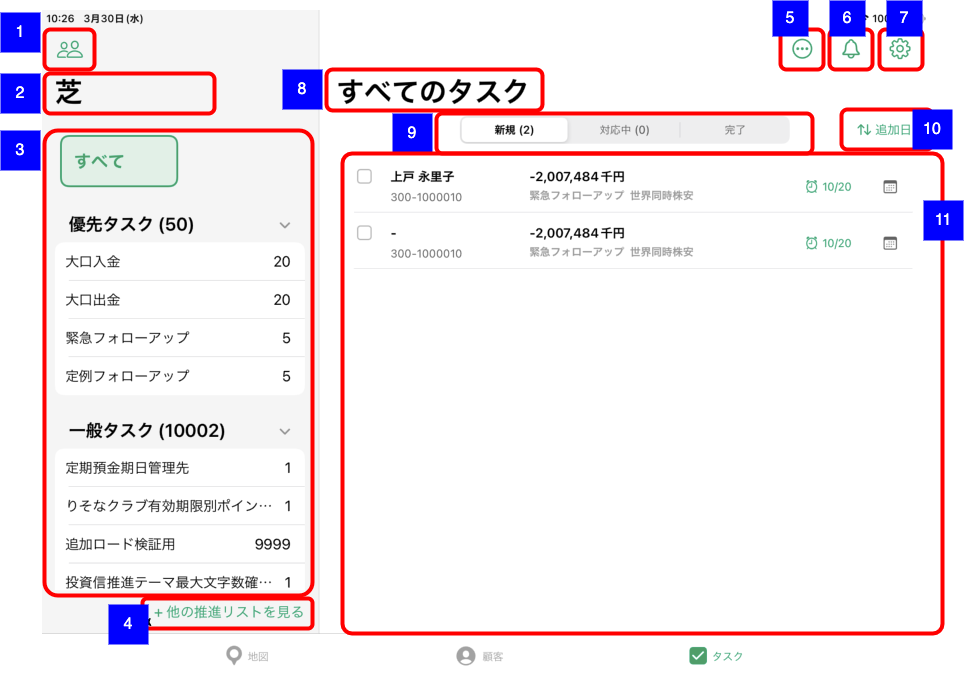 10:26 3月30日(水)
100
1
2
3
4
5
6
7
8
9
10
11
芝
すべて
優先タスク (50)
大口入金 20
大口出金 20
緊急フォローアップ 5
定例フォローアップ 5
一般タスク (10002)
定期預金期日管理先 1
りそなクラブ有効期限別ポイン… 1
追加ロード検証用 9999
投資信推進テーマ最大文字数確… 1
+ 他の推進リストを見る
すべてのタスク
新規 (2) 対応中 (0) 完了
追加日
上戸 永里子 -2,007,484 千円
300-1000010 緊急フォローアップ 世界同時株安
10/20
- -2,007,484 千円
300-1000010 緊急フォローアップ 世界同時株安
10/20
地図 顧客 タスク